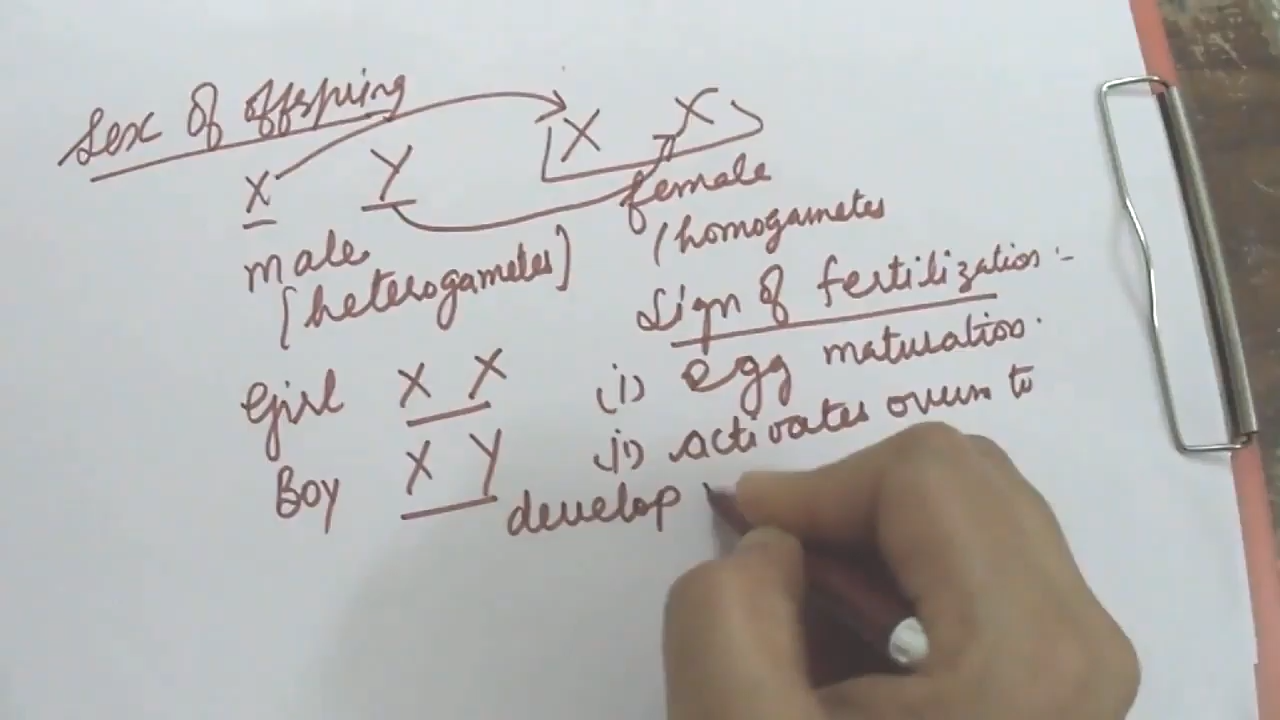 Sex of offspring
X Y X X
male female
[heterogametes] (homogametes
Sign of fertilization :-
Girl X X (i) egg maturation.
Boy X Y (ii) activates ovum to
develop